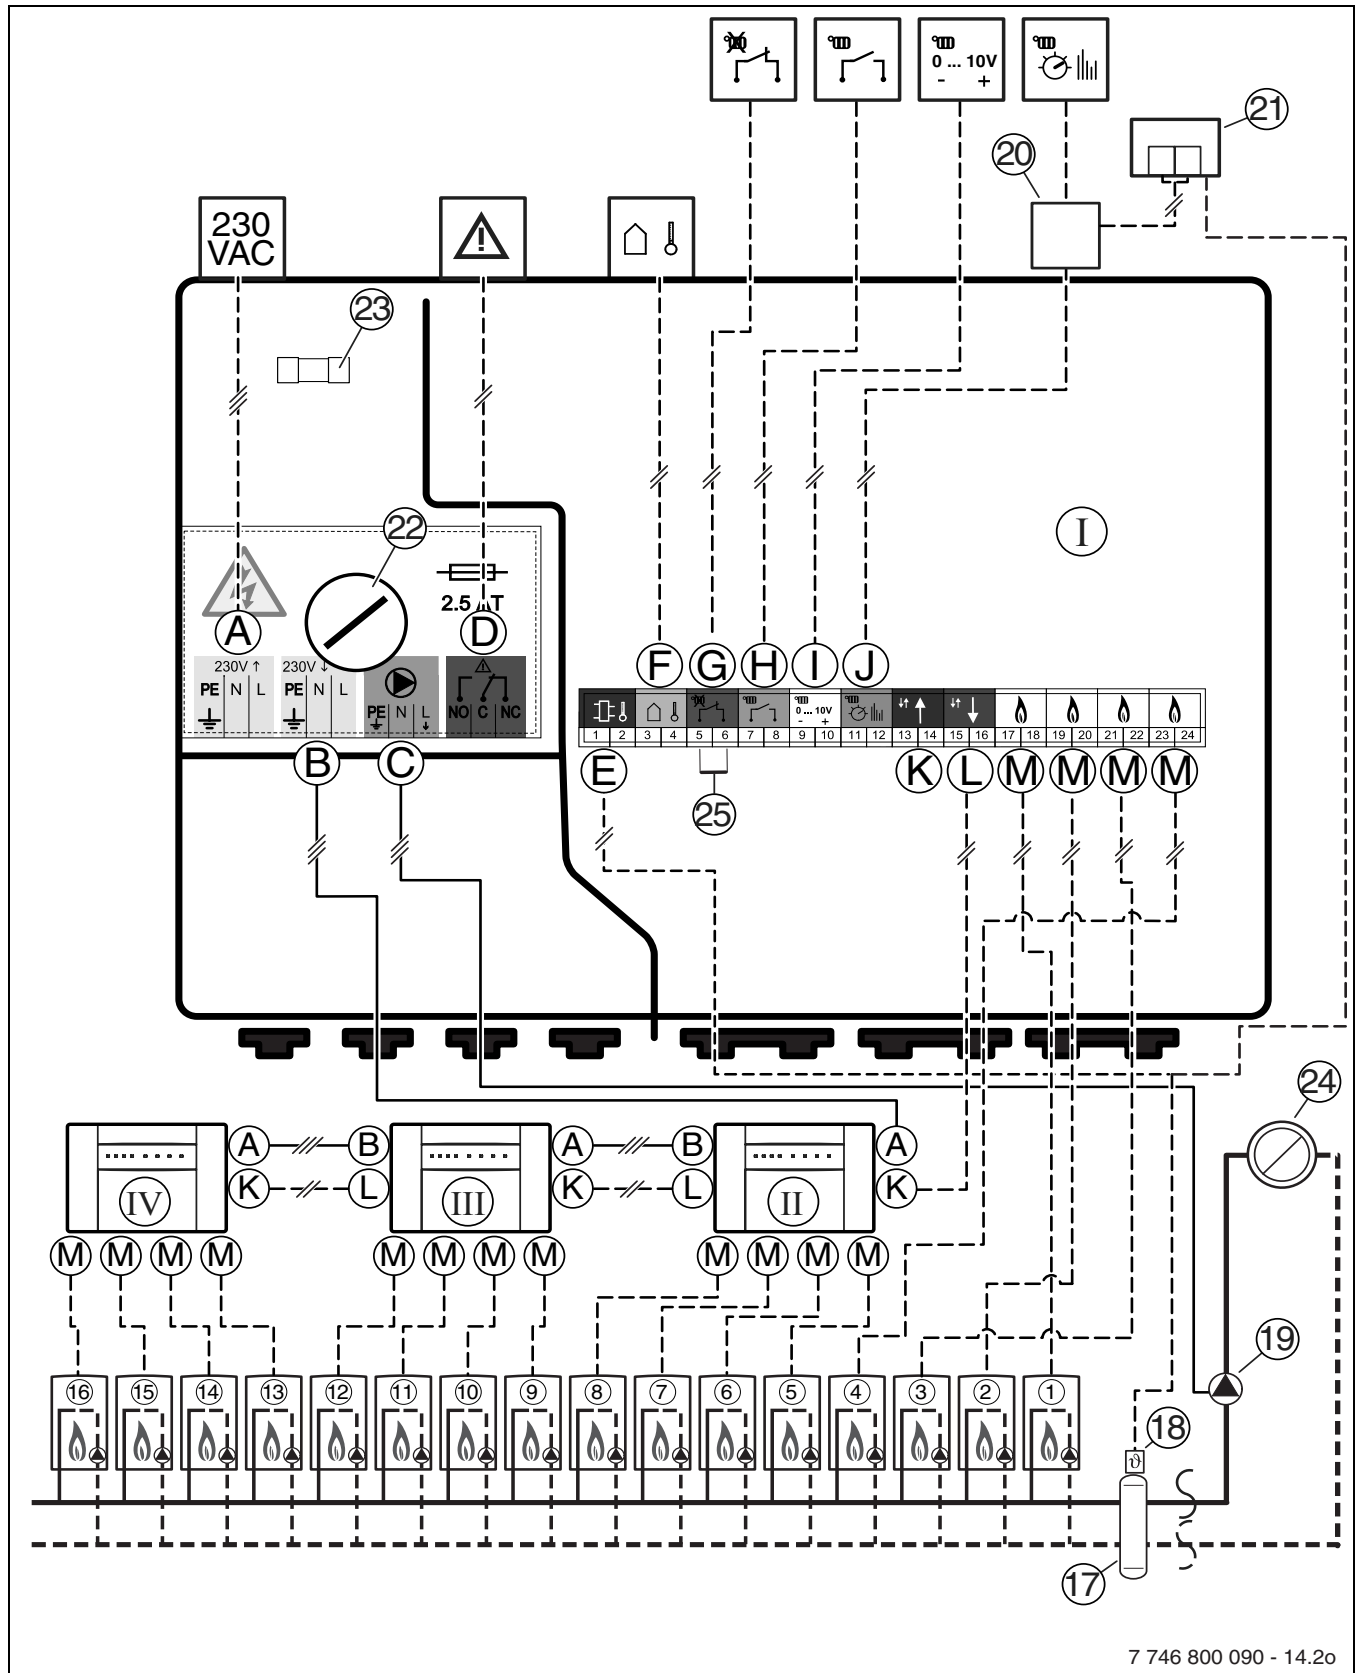 0 ... 10V
- +
21
20
230
VAC
23
I
22
2.5 AT
A
D
F G H I J
230V ↑ 230V ↓
PE N L PE N L PE N L NO C NC
0 ... 10V
- +
1 2 3 4 5 6 7 8 9 10 11 12 13 14 15 16 17 18 19 20 21 22 23 24
B C E K L M M M M
25
24
A B A B A
K L K L K
IV III II
M M M M M M M M M M M M
19
16 15 14 13 12 11 10 9 8 7 6 5 4 3 2 1
18
ϑ
17
7 746 800 090 - 14.2o